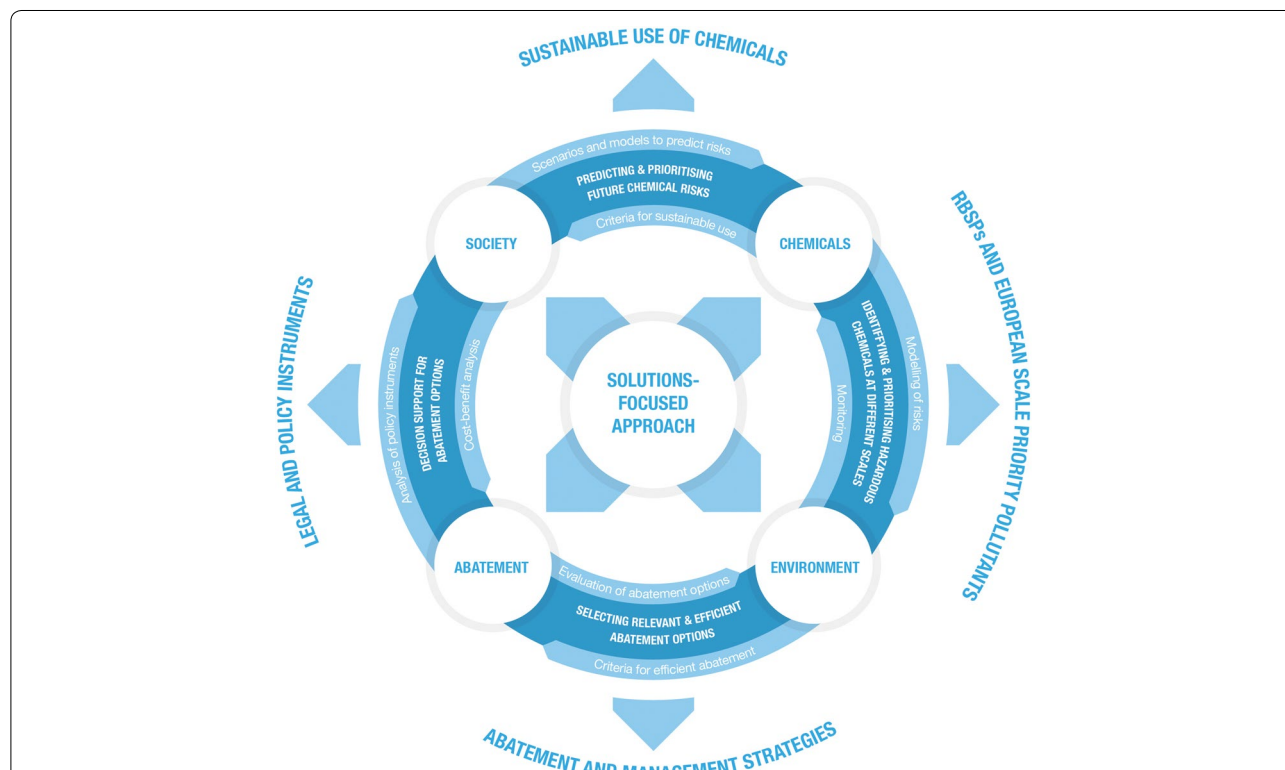 SUSTAINABLE USE OF CHEMICALS
Scenarios and models to predict risks
PREDICTING & PRIORITISING
FUTURE CHEMICAL RISKS
Criteria for sustainable use
SOCIETY
CHEMICALS
RBSPs AND EUROPEAN SCALE PRIORITY POLLUTANTS
Modelling of risks
IDENTIFFYING & PRIORITISING HAZARDOUS
CHEMICALS AT DIFFERENT SCALES
Monitoring
LEGAL AND POLICY INSTRUMENTS
Analysis of policy instruments
DECISION SUPPORT FOR
ABATEMENT OPTIONS
Cost-benefit analysis
SOLUTIONS-
FOCUSED
APPROACH
ABATEMENT
ENVIRONMENT
Evaluation of abatement options
SELECTING RELEVANT & EFFICIENT
ABATEMENT OPTIONS
Criteria for efficient abatement
ABATEMENT AND MANAGEMENT STRATEGIES